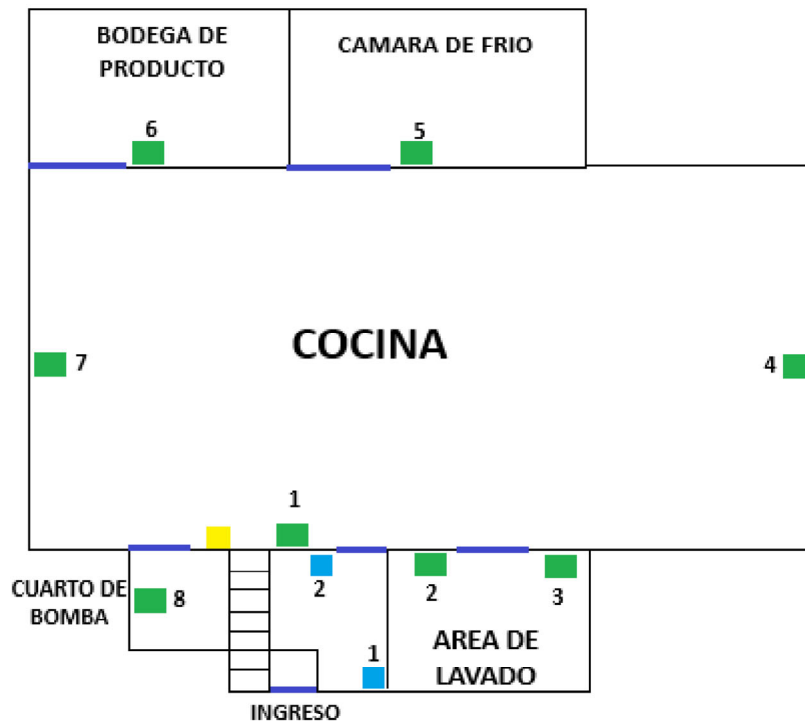 BODEGA DE
PRODUCTO
CAMARA DE FRIO
6
5
COCINA
7
4
1
2
2
3
CUARTO DE
BOMBA
8
1
AREA DE
LAVADO
INGRESO